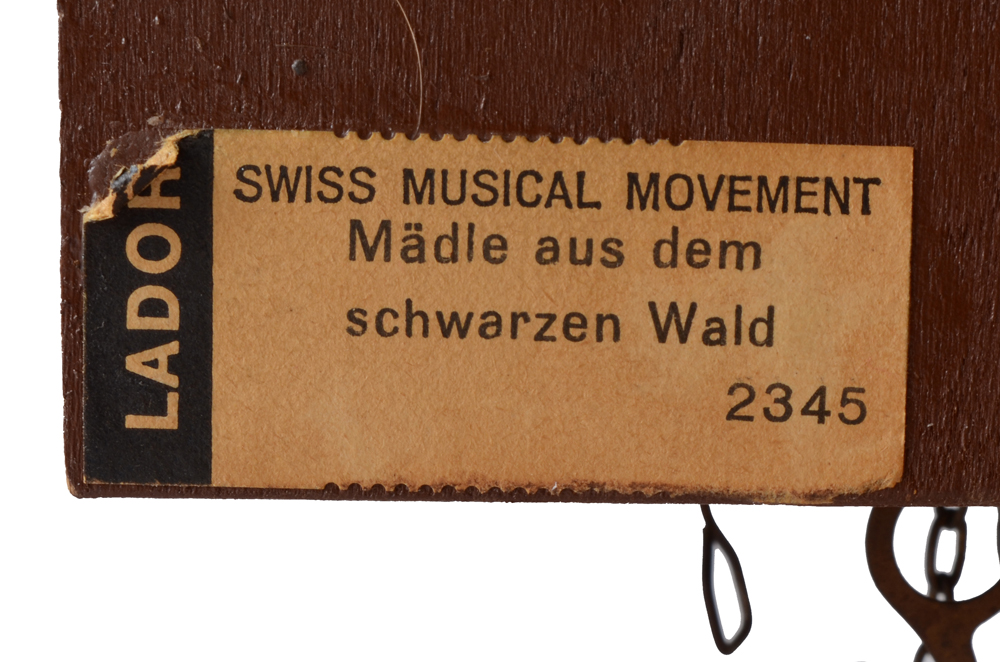 LADOR
SWISS MUSICAL MOVEMENT
Mädle aus dem
schwarzen Wald
2345